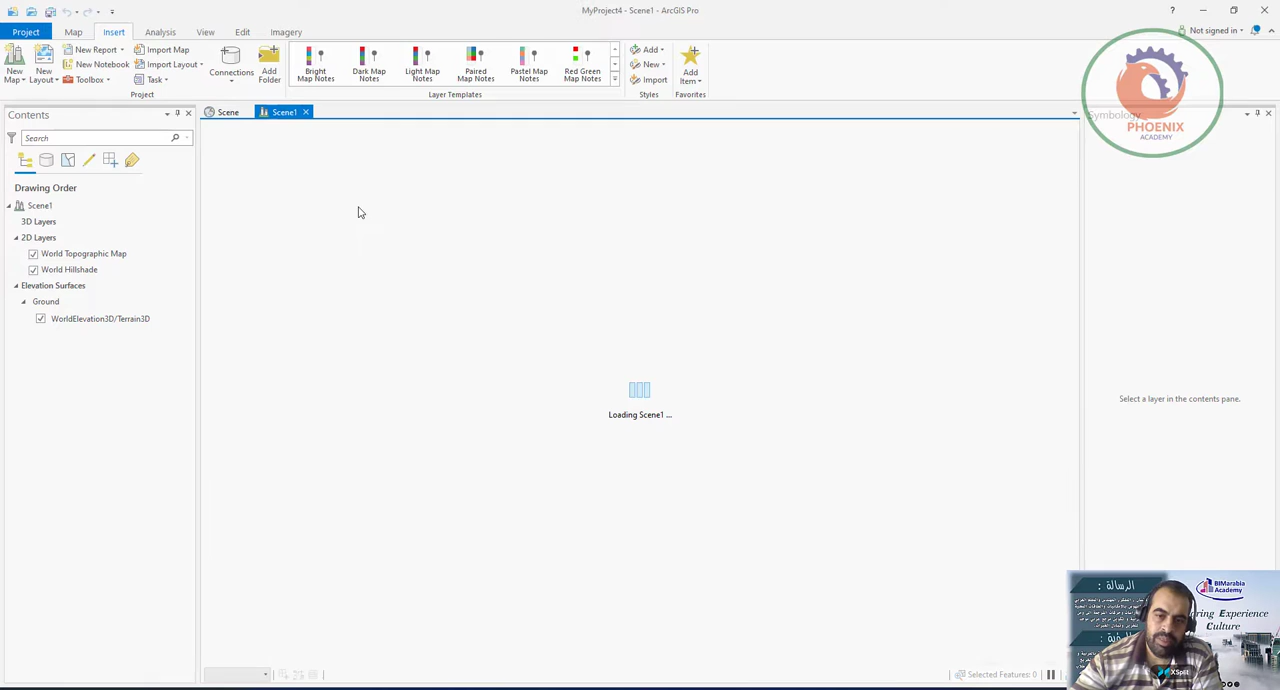 MyProject4 - Scene1 - ArcGIS Pro
?
Project
Map
Insert
Analysis
View
Edit
Imagery
Not signed in
New Map
New Layout
New Report
New Notebook
Toolbox
Import Map
Import Layout
Task
Project
Connections
Add Folder
Bright Map Notes
Dark Map Notes
Light Map Notes
Paired Map Notes
Pastel Map Notes
Red Green Map Notes
Layer Templates
Add
New
Import
Styles
Add Item
Favorites
PHOENIX
ACADEMY
Contents
Search
Drawing Order
Scene1
3D Layers
2D Layers
World Topographic Map
World Hillshade
Elevation Surfaces
Ground
WorldElevation3D/Terrain3D
Scene
Scene1
Loading Scene1 ...
Symbology
Select a layer in the contents pane.
Selected Features: 0
الرسالة :
BIMarabia
Academy
Experience
Culture
XSplit